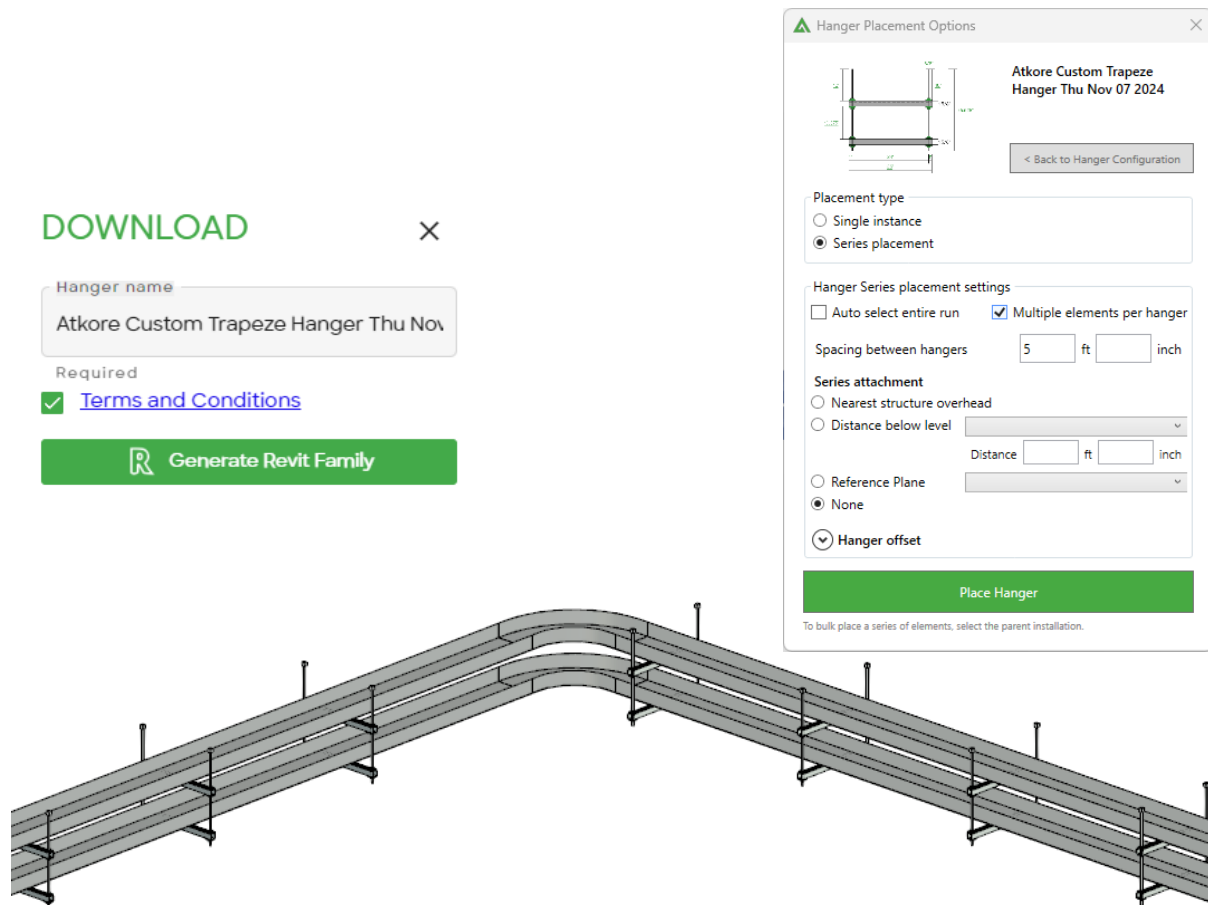 DOWNLOAD
Hanger name
Atkore Custom Trapeze Hanger Thu Nov
Required
Terms and Conditions
Generate Revit Family
Hanger Placement Options
Atkore Custom Trapeze
Hanger Thu Nov 07 2024
< Back to Hanger Configuration
Placement type
Single instance
Series placement
Hanger Series placement settings
Auto select entire run
Multiple elements per hanger
Spacing between hangers 5 ft inch
Series attachment
Nearest structure overhead
Distance below level
Distance ft inch
Reference Plane
None
Hanger offset
Place Hanger
To bulk place a series of elements, select the parent installation.